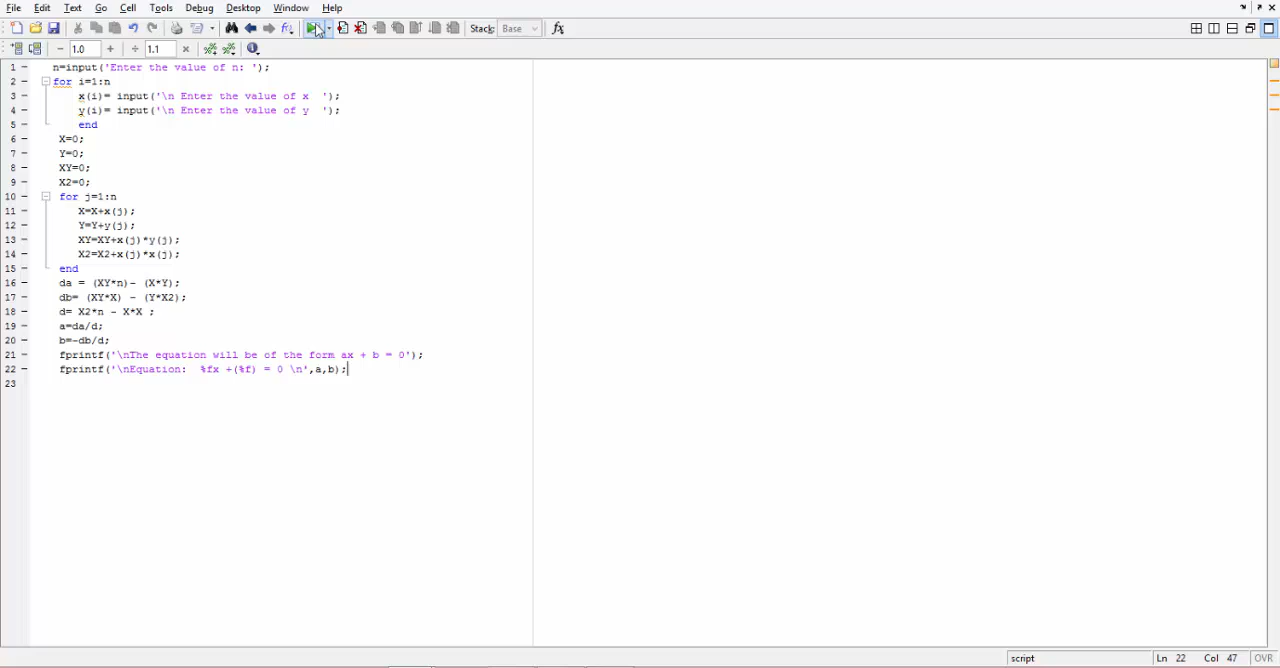 File Edit Text Go Cell Tools Debug Desktop Window Help
Stack: Base fx
− 1.0 + ÷ 1.1 ×
1 – n=input('Enter the value of n: ');
2 – for i=1:n
3 – x(i)= input('\n Enter the value of x  ');
4 – y(i)= input('\n Enter the value of y  ');
5 – end
6 – X=0;
7 – Y=0;
8 – XY=0;
9 – X2=0;
10 – for j=1:n
11 – X=X+x(j);
12 – Y=Y+y(j);
13 – XY=XY+x(j)*y(j);
14 – X2=X2+x(j)*x(j);
15 – end
16 – da = (XY*n)- (X*Y);
17 – db= (XY*X) - (Y*X2);
18 – d= X2*n - X*X ;
19 – a=da/d;
20 – b=-db/d;
21 – fprintf('\nThe equation will be of the form ax + b = 0');
22 – fprintf('\nEquation:  %fx +(%f) = 0 \n',a,b);
23
script Ln 22 Col 47 OVR